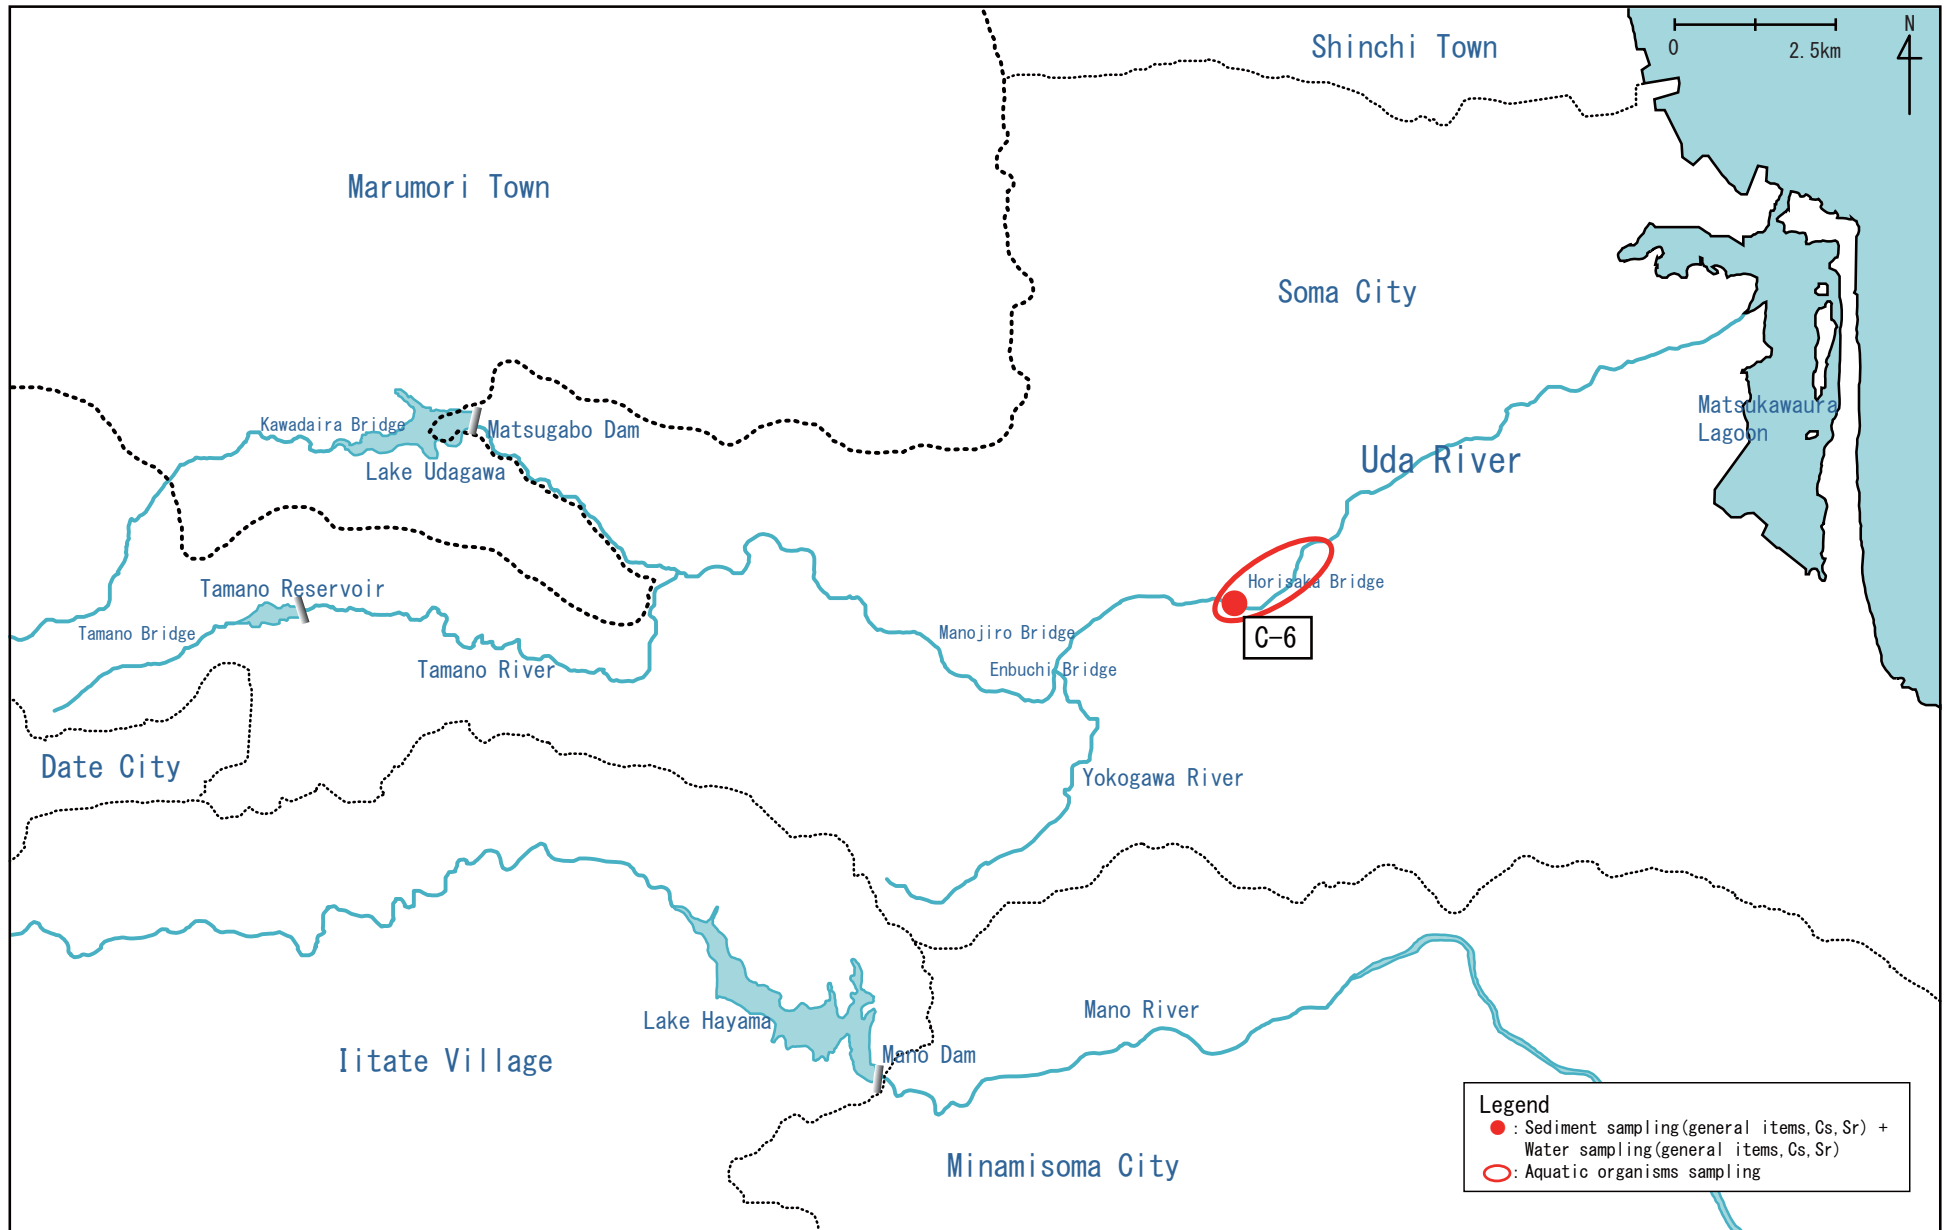 Shinchi Town
0
2.5km
N
Marumori Town
Soma City
Kawadaira Bridge
Matsugabo Dam
Lake Udagawa
Matsukawaura
Lagoon
Uda River
Tamano Reservoir
Horisaka Bridge
Tamano Bridge
Manojiro Bridge
C-6
Tamano River
Enbuchi Bridge
Date City
Yokogawa River
Lake Hayama
Mano River
Iitate Village
Mano Dam
Minamisoma City
Legend
: Sediment sampling(general items,Cs,Sr) +
Water sampling(general items,Cs,Sr)
: Aquatic organisms sampling